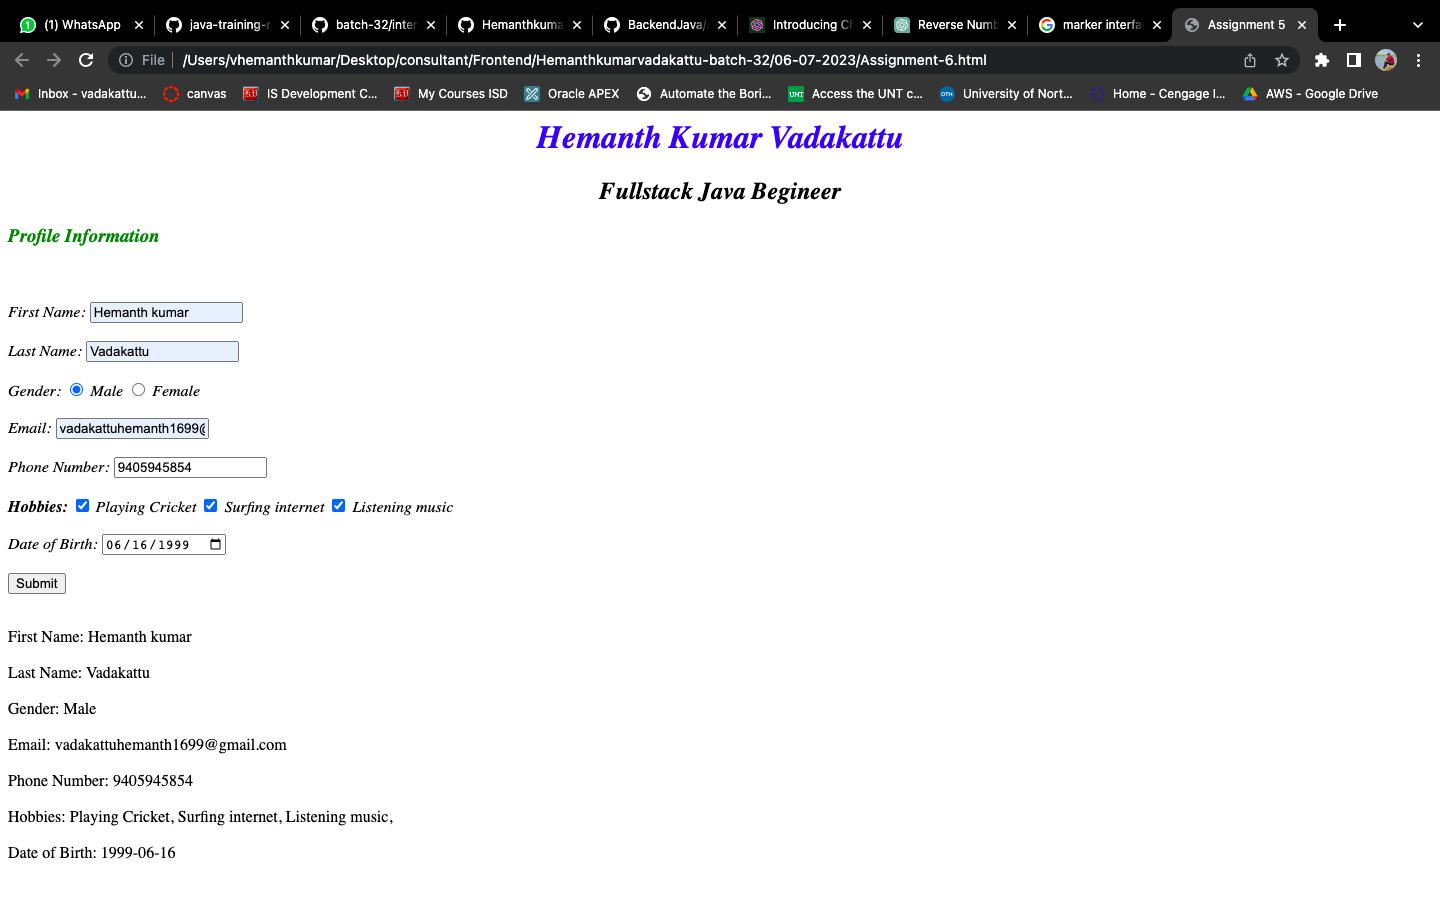 (1) WhatsApp
java-training-r
batch-32/inter
Hemanthkuma
BackendJava/
Introducing Ch
Reverse Numb
marker interfa
Assignment 5
File
/Users/vhemanthkumar/Desktop/consultant/Frontend/Hemanthkumarvadakattu-batch-32/06-07-2023/Assignment-6.html
Inbox - vadakattu...
canvas
IS Development C...
My Courses ISD
Oracle APEX
Automate the Bori...
UNT
Access the UNT c...
OTH
University of Nort...
Home - Cengage I...
AWS - Google Drive
Hemanth Kumar Vadakattu
Fullstack Java Begineer
Profile Information
First Name: Hemanth kumar
Last Name: Vadakattu
Gender: Male Female
Email: vadakattuhemanth1699@
Phone Number: 9405945854
Hobbies: Playing Cricket Surfing internet Listening music
Date of Birth: 06/16/1999
Submit
First Name: Hemanth kumar
Last Name: Vadakattu
Gender: Male
Email: vadakattuhemanth1699@gmail.com
Phone Number: 9405945854
Hobbies: Playing Cricket, Surfing internet, Listening music,
Date of Birth: 1999-06-16